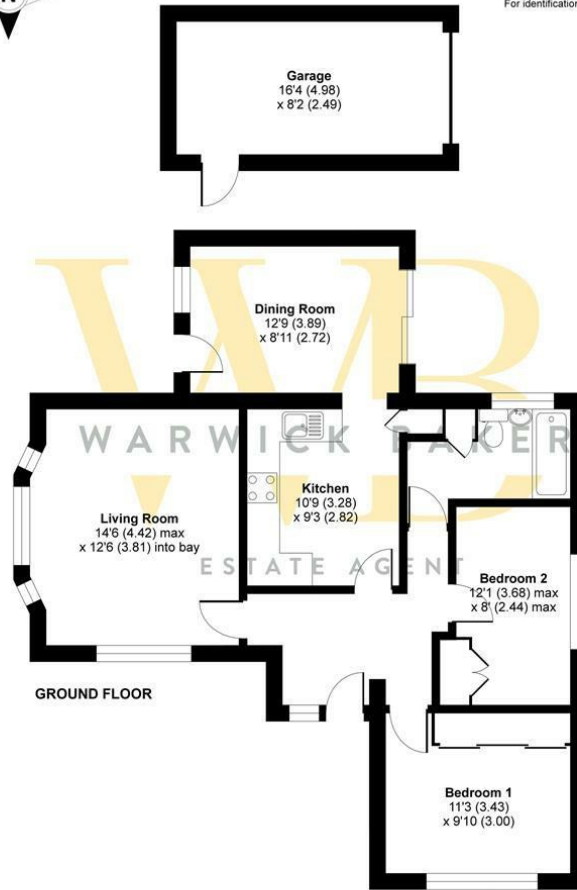 For identification
Garage
16'4 (4.98)
x 8'2 (2.49)
Dining Room
12'9 (3.89)
x 8'11 (2.72)
WB
WARWICK BAKER
ESTATE AGENT
Kitchen
10'9 (3.28)
x 9'3 (2.82)
Living Room
14'6 (4.42) max
x 12'6 (3.81) into bay
Bedroom 2
12'1 (3.68) max
x 8' (2.44) max
GROUND FLOOR
Bedroom 1
11'3 (3.43)
x 9'10 (3.00)